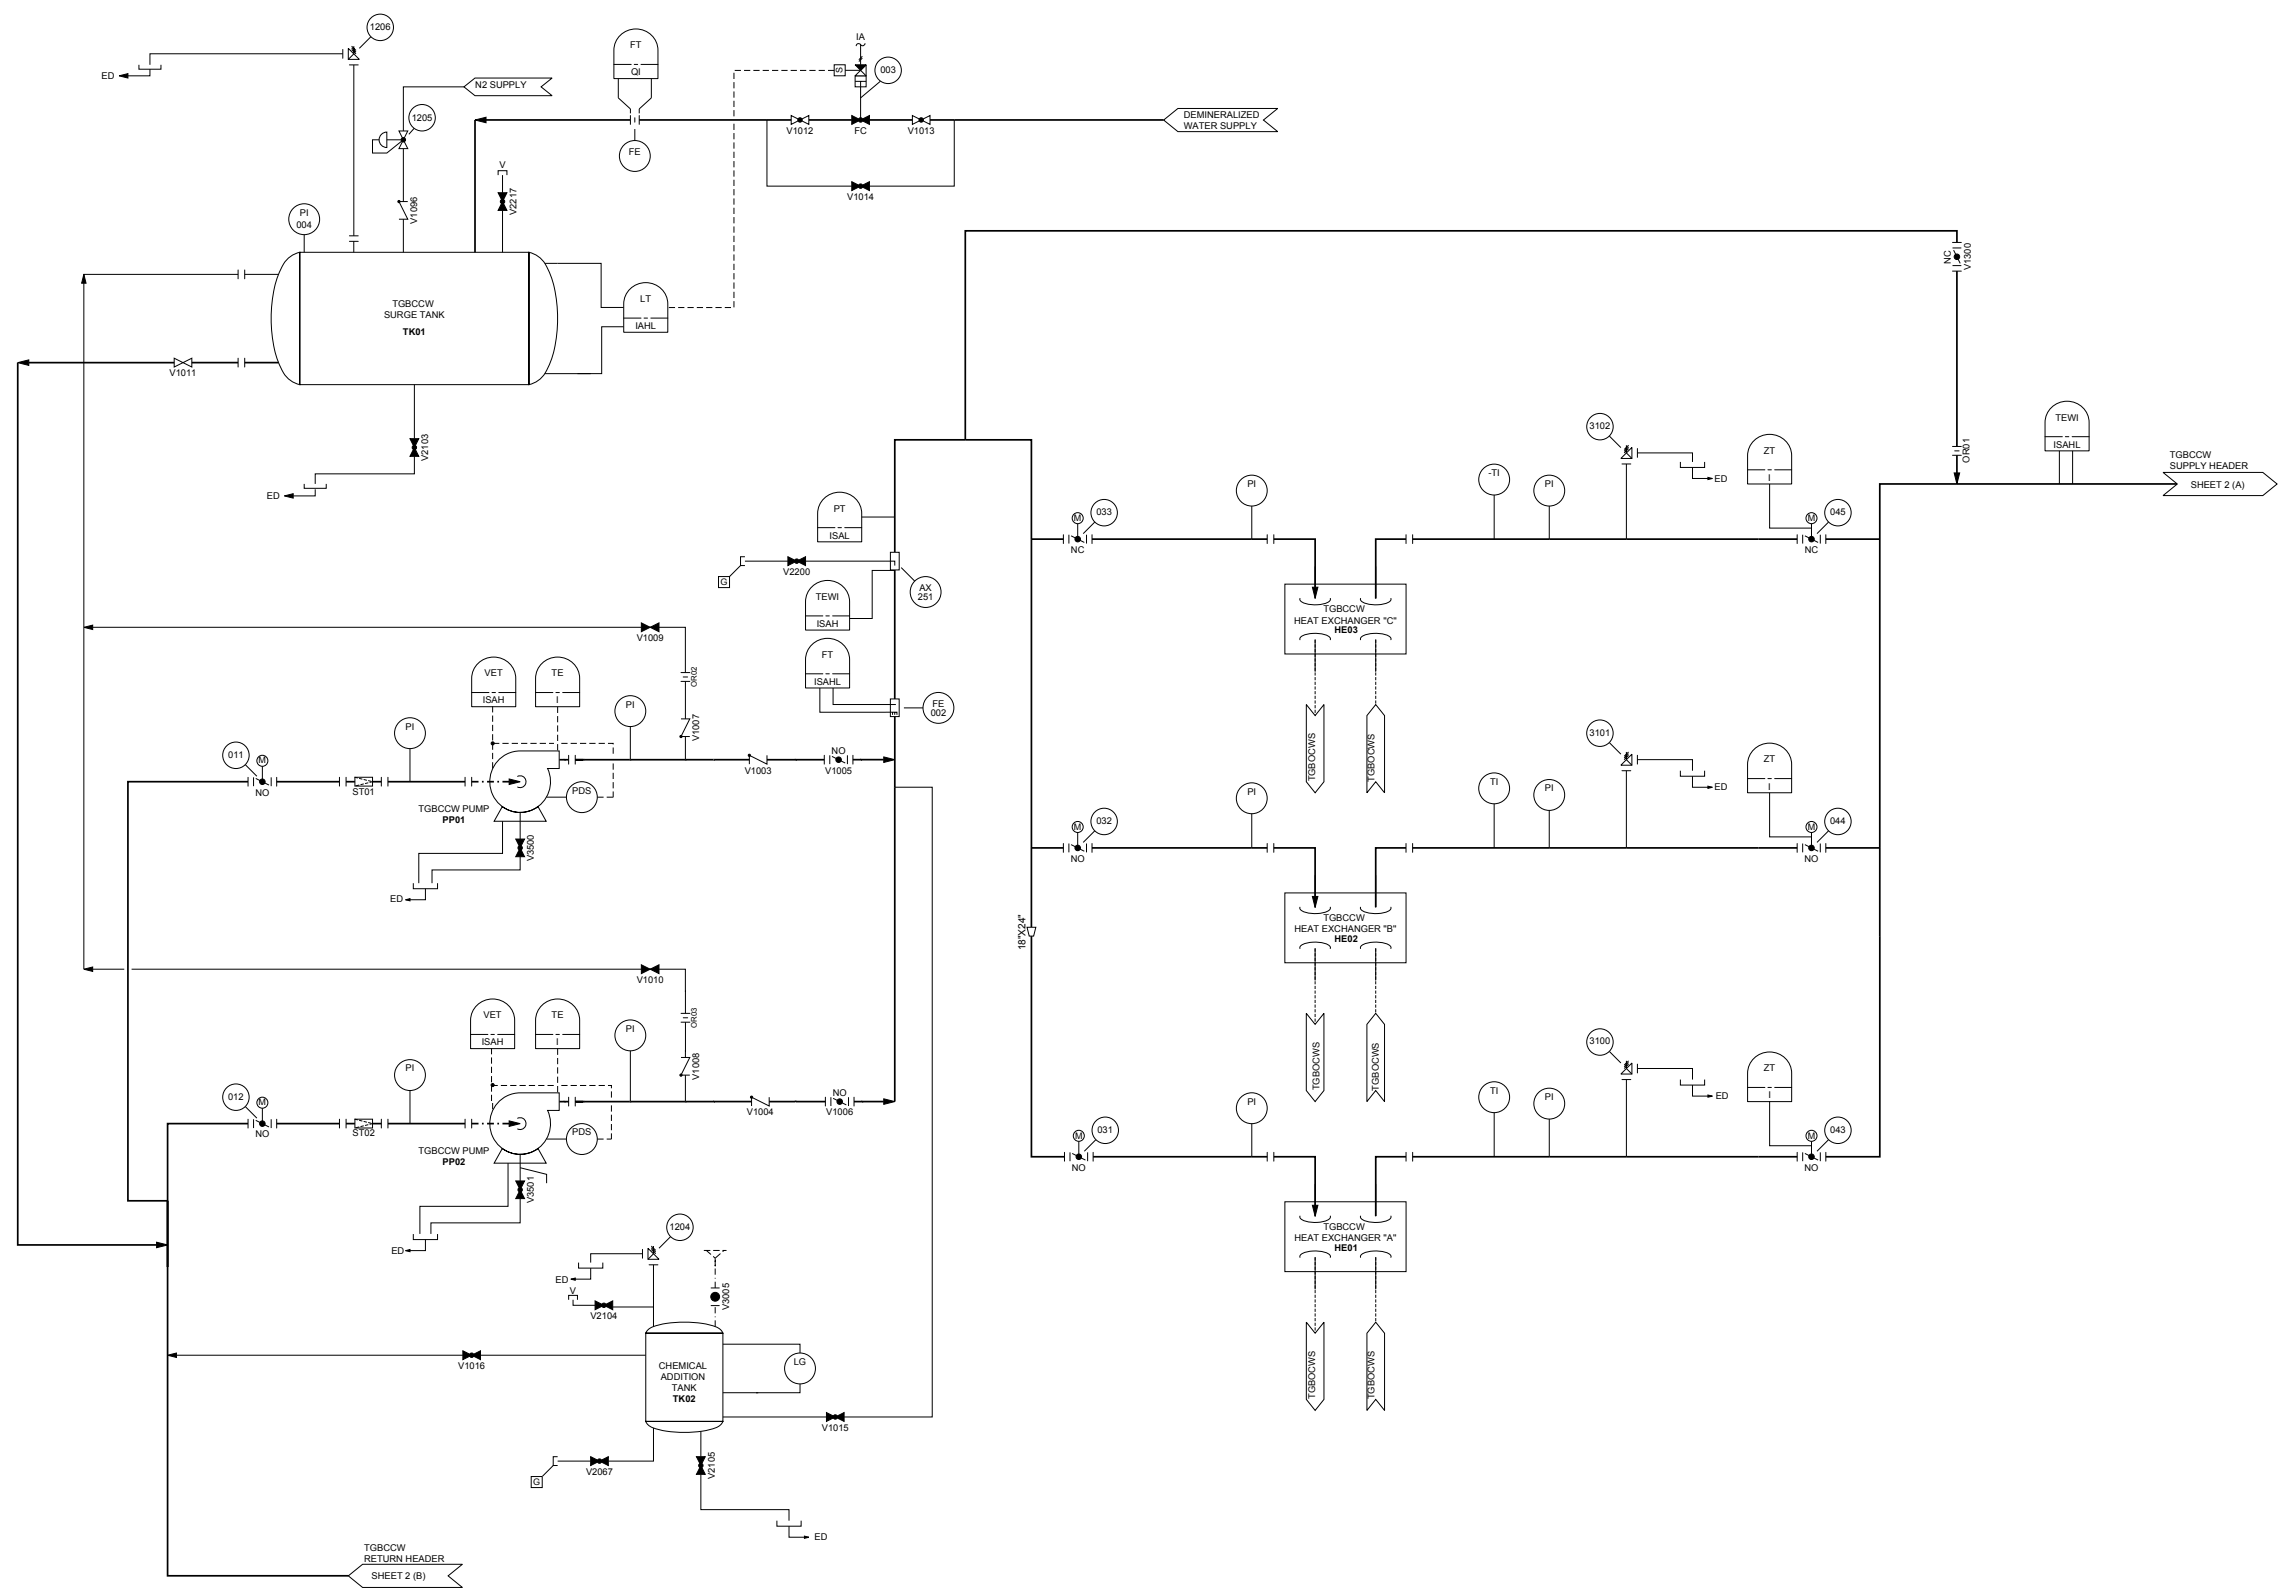 1206
ED
N2 SUPPLY
1205
V1096
V
V2217
PI
004
FT
QI
FE
IA
S
003
V1012
FC
V1013
V1014
DEMINERALIZED
WATER SUPPLY
TGBCCW
SURGE TANK
TK01
LT
IAHL
V1011
V2103
ED
NC
V1300
OR01
TEWI
ISAHL
TGBCCW
SUPPLY HEADER
SHEET 2 (A)
PT
ISAL
G
V2200
AX
251
TEWI
ISAH
FT
ISAHL
FE
002
V1009
OR02
V1007
VET
ISAH
TE
I
PI
PI
011
M
NO
ST01
PDS
V1003
NO
V1005
TGBCCW PUMP
PP01
V3500
ED
V1010
OR03
V1008
VET
ISAH
TE
I
PI
PI
012
M
NO
ST02
PDS
V1004
NO
V1006
TGBCCW PUMP
PP02
V3501
ED
1204
ED
V
V2104
V3005
V1016
CHEMICAL
ADDITION
TANK
TK02
LG
V1015
G
V2067
V2105
ED
TGBCCW
RETURN HEADER
SHEET 2 (B)
18"X24"
M
033
NC
PI
-TI
PI
3102
ED
ZT
I
M
045
NC
TGBCCW
HEAT EXCHANGER "C"
HE03
TGBOCWS
TGBOCWS
M
032
NO
PI
TI
PI
3101
ED
ZT
I
M
044
NO
TGBCCW
HEAT EXCHANGER "B"
HE02
TGBOCWS
TGBOCWS
M
031
NO
PI
TI
PI
3100
ED
ZT
I
M
043
NO
TGBCCW
HEAT EXCHANGER "A"
HE01
TGBOCWS
TGBOCWS